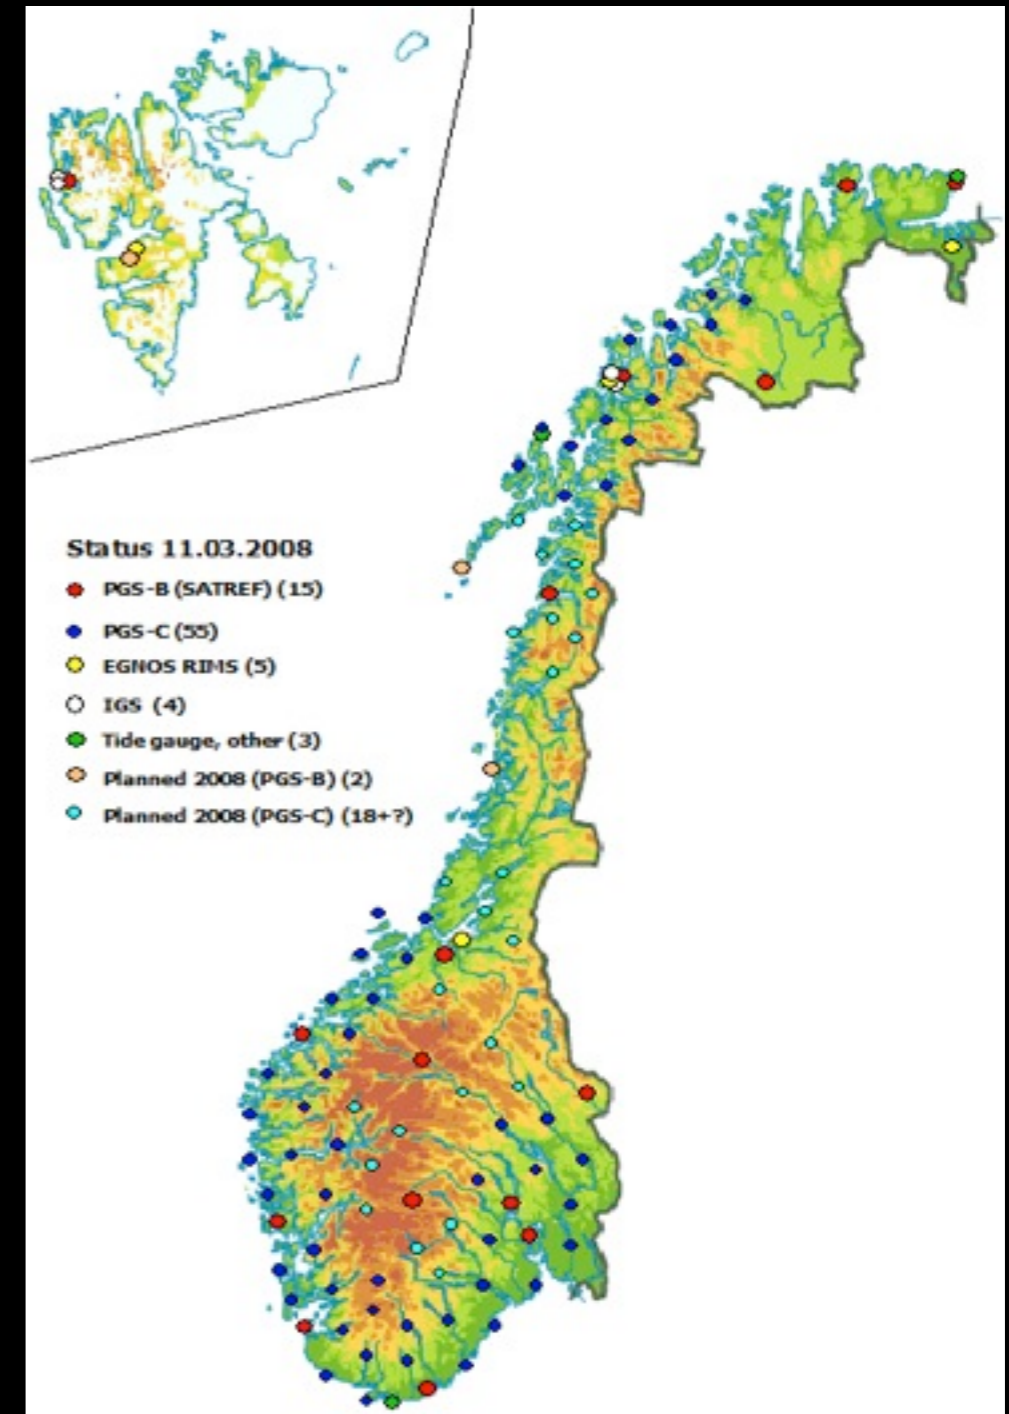 Status 11.03.2008
PGS-B (SATREF) (15)
PGS-C (55)
EGNOS RIMS (5)
IGS (4)
Tide gauge, other (3)
Planned 2008 (PGS-B) (2)
Planned 2008 (PGS-C) (18+?)